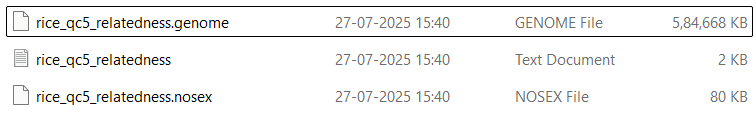 rice_qc5_relatedness.genome 27-07-2025 15:40 GENOME File 5,84,668 KB
rice_qc5_relatedness 27-07-2025 15:40 Text Document 2 KB
rice_qc5_relatedness.nosex 27-07-2025 15:40 NOSEX File 80 KB